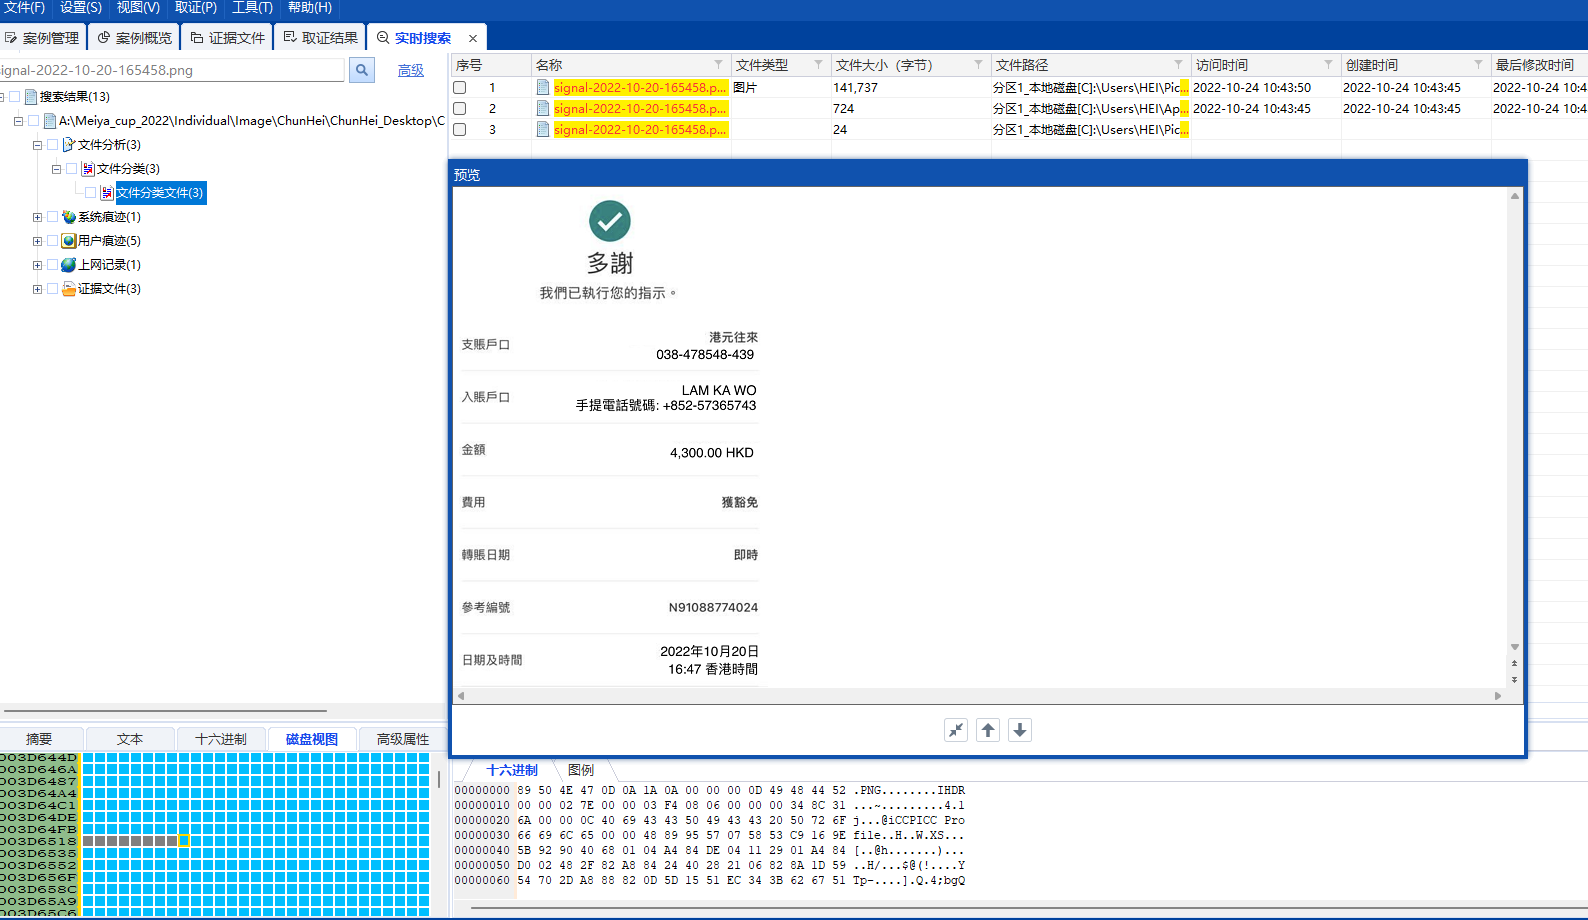 文件(F) 设置(S) 视图(V) 取证(P) 工具(T) 帮助(H)
案例管理 案例概览 证据文件 取证结果 实时搜索 ×
ignal-2022-10-20-165458.png 高级
搜索结果(13)
A:\Meiya_cup_2022\Individual\Image\ChunHei\ChunHei_Desktop\C
文件分析(3)
文件分类(3)
文件分类文件(3)
系统痕迹(1)
用户痕迹(5)
上网记录(1)
证据文件(3)
序号 名称 文件类型 文件大小（字节） 文件路径 访问时间 创建时间 最后修改时间
1 signal-2022-10-20-165458.p... 图片 141,737 分区1_本地磁盘[C]:\Users\HEI\Pic... 2022-10-24 10:43:50 2022-10-24 10:43:45 2022-10-24 10:4
2 signal-2022-10-20-165458.p... 724 分区1_本地磁盘[C]:\Users\HEI\Ap... 2022-10-24 10:43:45 2022-10-24 10:43:45 2022-10-24 10:4
3 signal-2022-10-20-165458.p... 24 分区1_本地磁盘[C]:\Users\HEI\Pic...
预览
多謝
我們已執行您的指示。
支賬戶口 港元往來
038-478548-439
入賬戶口 LAM KA WO
手提電話號碼: +852-57365743
金額 4,300.00 HKD
費用 獲豁免
轉賬日期 即時
參考編號 N91088774024
日期及時間 2022年10月20日
16:47 香港時間
摘要 文本 十六进制 磁盘视图 高级属性
003D644D
003D646A
003D6487
003D64A4
003D64C1
003D64DE
003D64FB
003D6518
003D6535
003D6552
003D656F
003D658C
003D65A9
003D65C6
十六进制 图例
00000000 89 50 4E 47 0D 0A 1A 0A 00 00 00 0D 49 48 44 52 .PNG........IHDR
00000010 00 00 02 7E 00 00 03 F4 08 06 00 00 00 34 8C 31 ...~.........4.1
00000020 6A 00 00 0C 40 69 43 43 50 49 43 43 20 50 72 6F j...@iCCPICC Pro
00000030 66 69 6C 65 00 00 48 89 95 57 07 58 53 C9 16 9E file..H..W.XS...
00000040 5B 92 90 40 68 01 04 A4 84 DE 04 11 29 01 A4 84 [..@h.......)...
00000050 D0 02 48 2F 82 A8 84 24 40 28 21 06 82 8A 1D 59 ..H/...$@(!....Y
00000060 54 70 2D A8 88 82 0D 5D 15 51 EC 34 3B 62 67 51 Tp-....].Q.4;bgQ